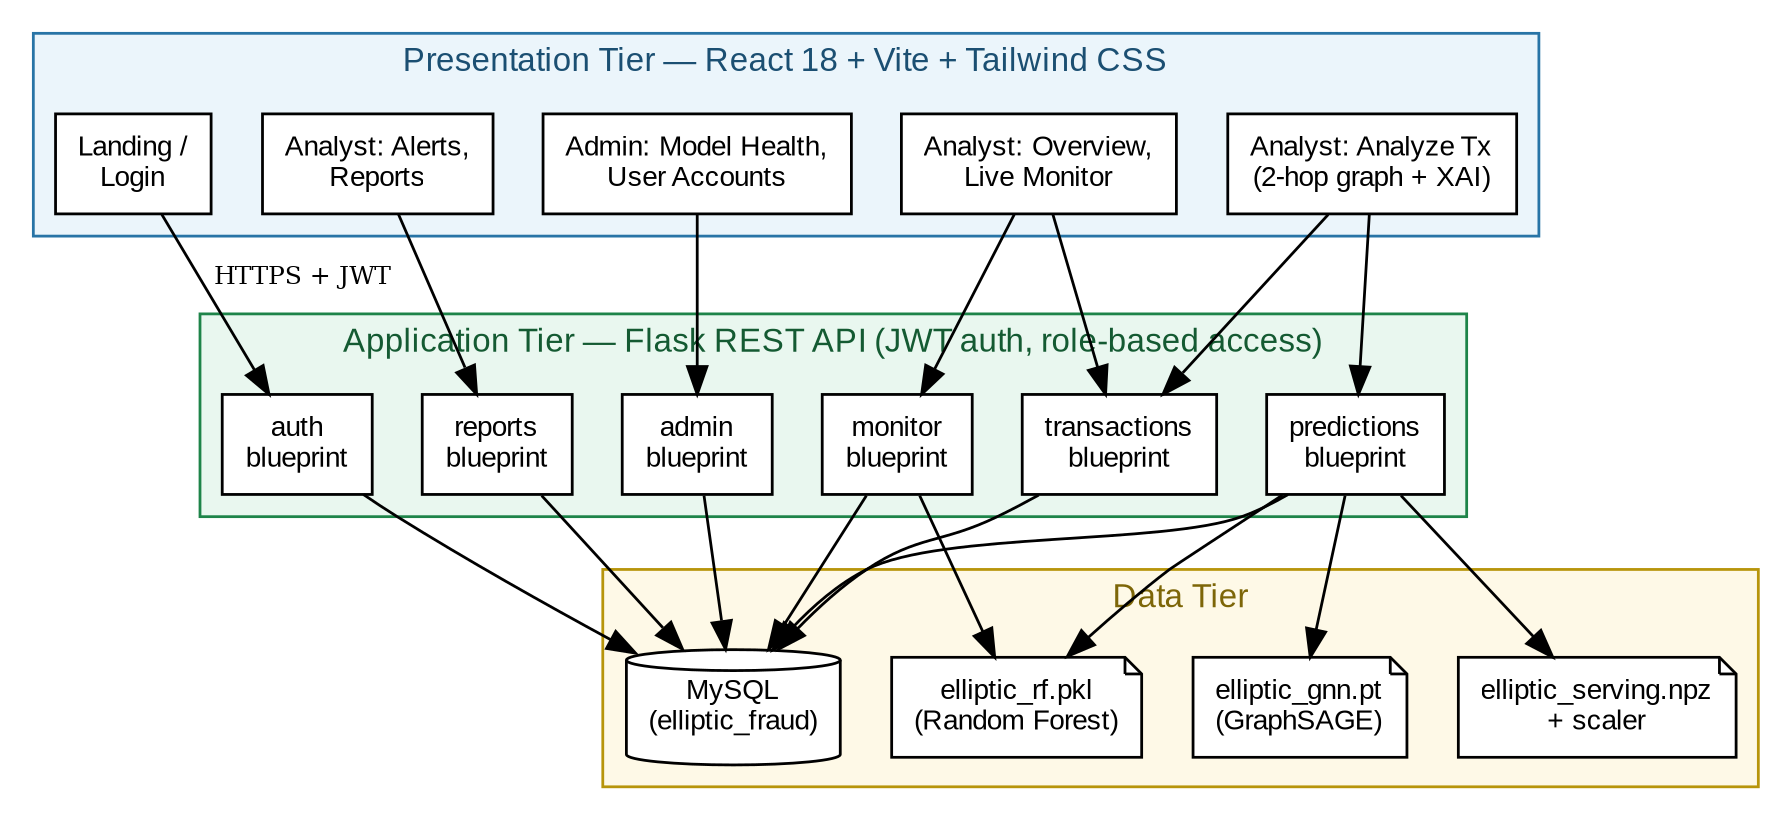 Presentation Tier — React 18 + Vite + Tailwind CSS
Landing /
Login
Analyst: Alerts,
Reports
Admin: Model Health,
User Accounts
Analyst: Overview,
Live Monitor
Analyst: Analyze Tx
(2-hop graph + XAI)
HTTPS + JWT
Application Tier — Flask REST API (JWT auth, role-based access)
auth
blueprint
reports
blueprint
admin
blueprint
monitor
blueprint
transactions
blueprint
predictions
blueprint
Data Tier
MySQL
(elliptic_fraud)
elliptic_rf.pkl
(Random Forest)
elliptic_gnn.pt
(GraphSAGE)
elliptic_serving.npz
+ scaler